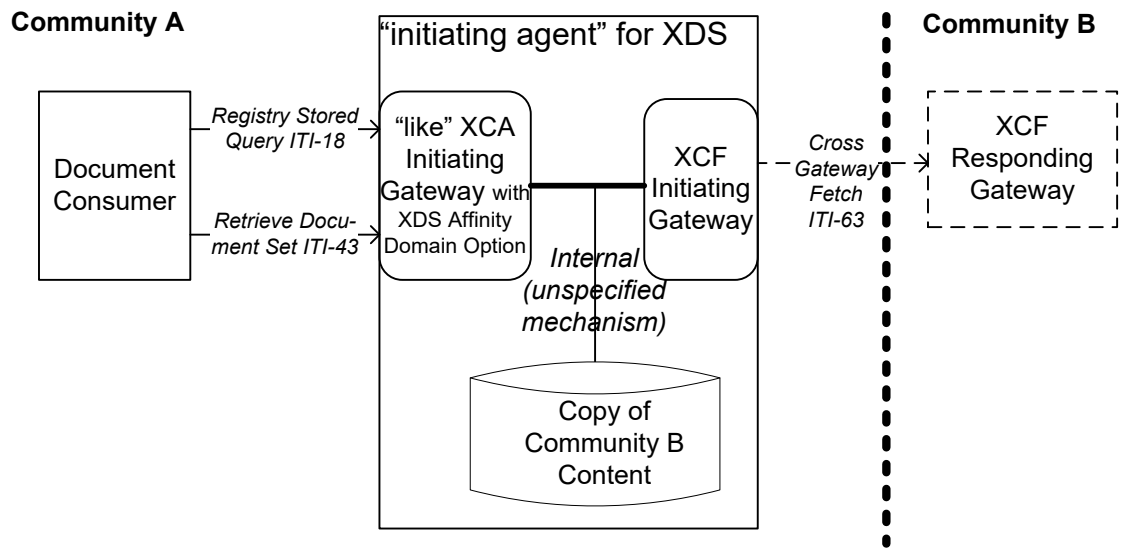 Community A
“initiating agent” for XDS
Community B
Document
Consumer
Registry Stored
Query ITI-18
Retrieve Docu-
ment Set ITI-43
“like” XCA
Initiating
Gateway with
XDS Affinity
Domain Option
XCF
Initiating
Gateway
Cross
Gateway
Fetch
ITI-63
XCF
Responding
Gateway
Internal
(unspecified
mechanism)
Copy of
Community B
Content